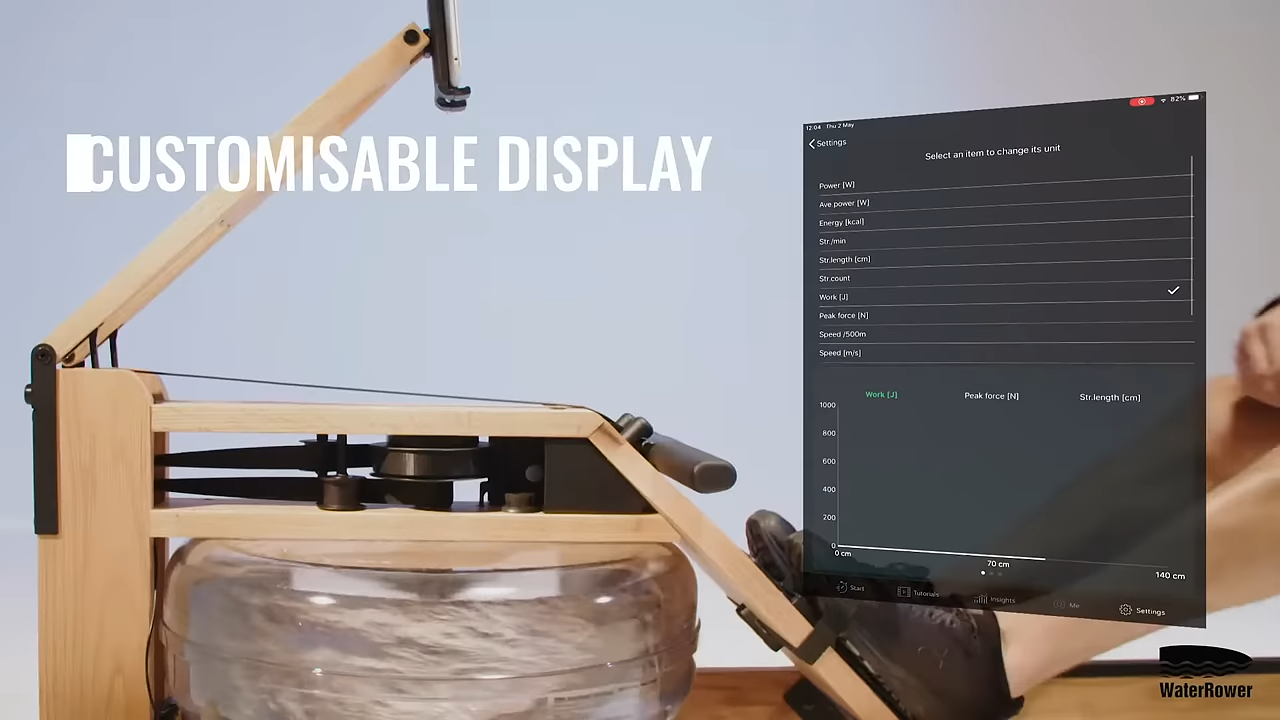 CUSTOMISABLE DISPLAY
12:04 Thu 2 May
82%
Settings
Select an item to change its unit
Power [W]
Ave.power [W]
Energy [kcal]
Str./min
Str.length [cm]
Str.count
Work [J]
Peak force [N]
Speed /500m
Speed [m/s]
Work [J] Peak force [N] Str.length [cm]
1000
800
600
400
200
0
0 cm
70 cm
140 cm
Start Tutorials Insights Me Settings
WaterRower